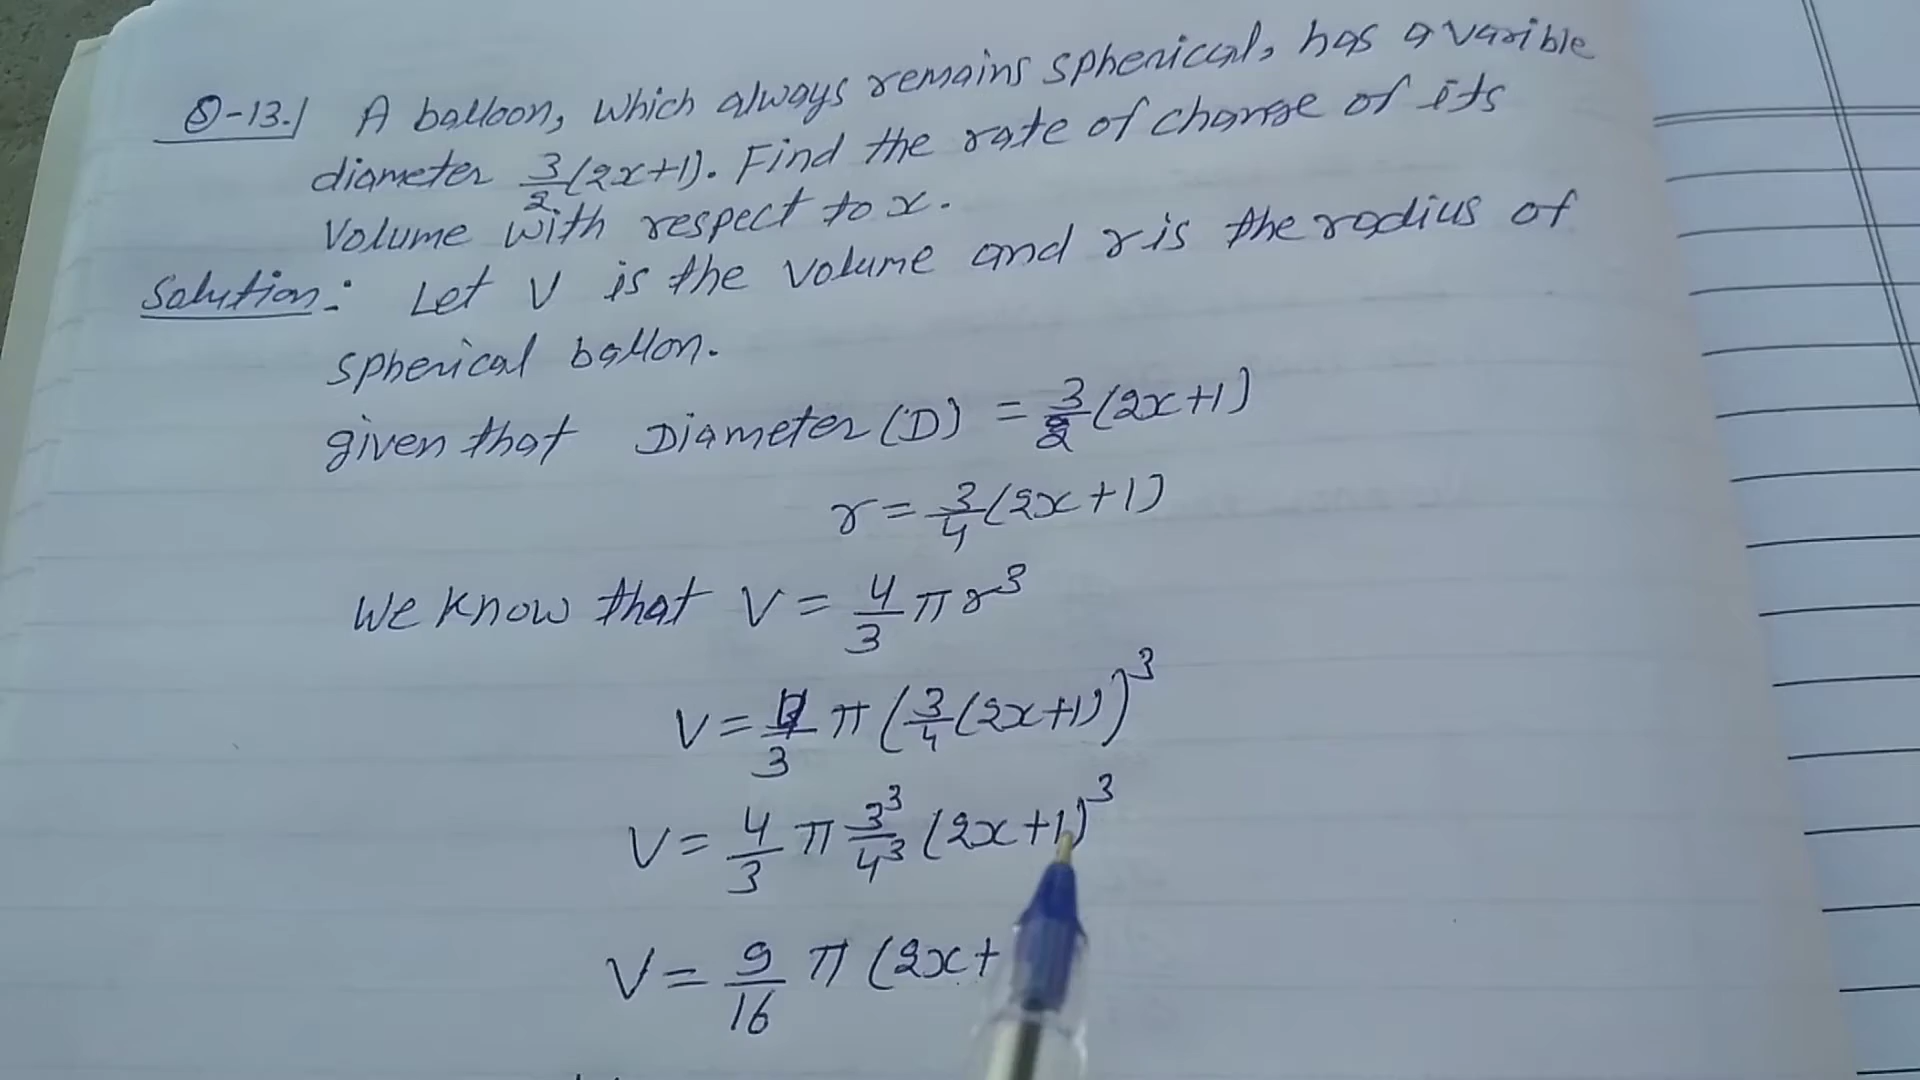 Q-13.| A balloon, which always remains spherical, has a varible
diameter 3/2(2x+1). Find the rate of change of its
Volume with respect to x.
Solution: Let V is the volume and r is the radius of
spherical ballon.
given that Diameter (D) = 3/2(2x+1)
r = 3/4(2x+1)
We know that V = 4/3 π r³
V = 4/3 π (3/4(2x+1))³
V = 4/3 π 3³/4³ (2x+1)³
V = 9/16 π (2x+